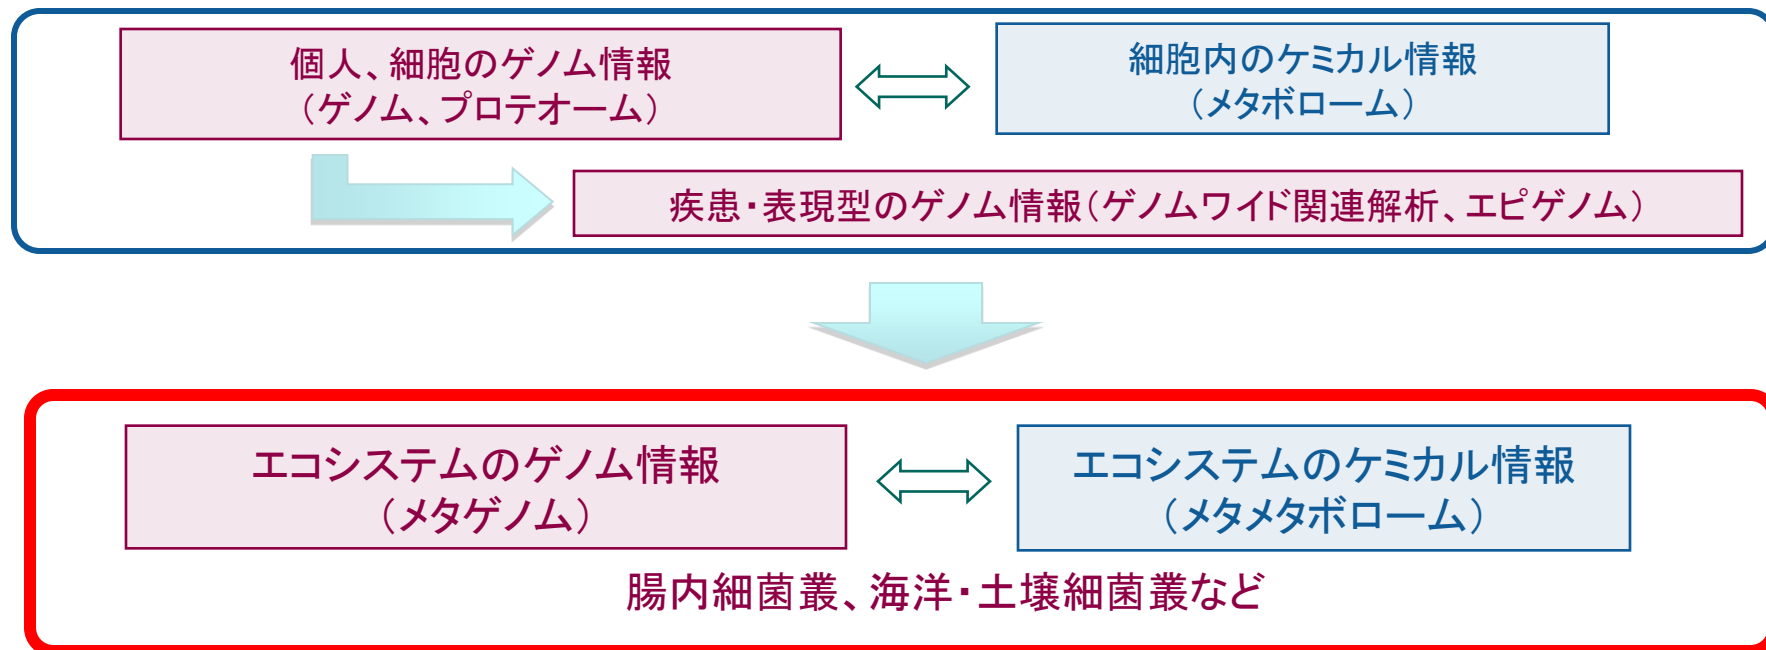 個人、細胞のゲノム情報
（ゲノム、プロテオーム）
細胞内のケミカル情報
（メタボローム）
疾患・表現型のゲノム情報（ゲノムワイド関連解析、エピゲノム）
エコシステムのゲノム情報
（メタゲノム）
エコシステムのケミカル情報
（メタメタボローム）
腸内細菌叢、海洋・土壌細菌叢など